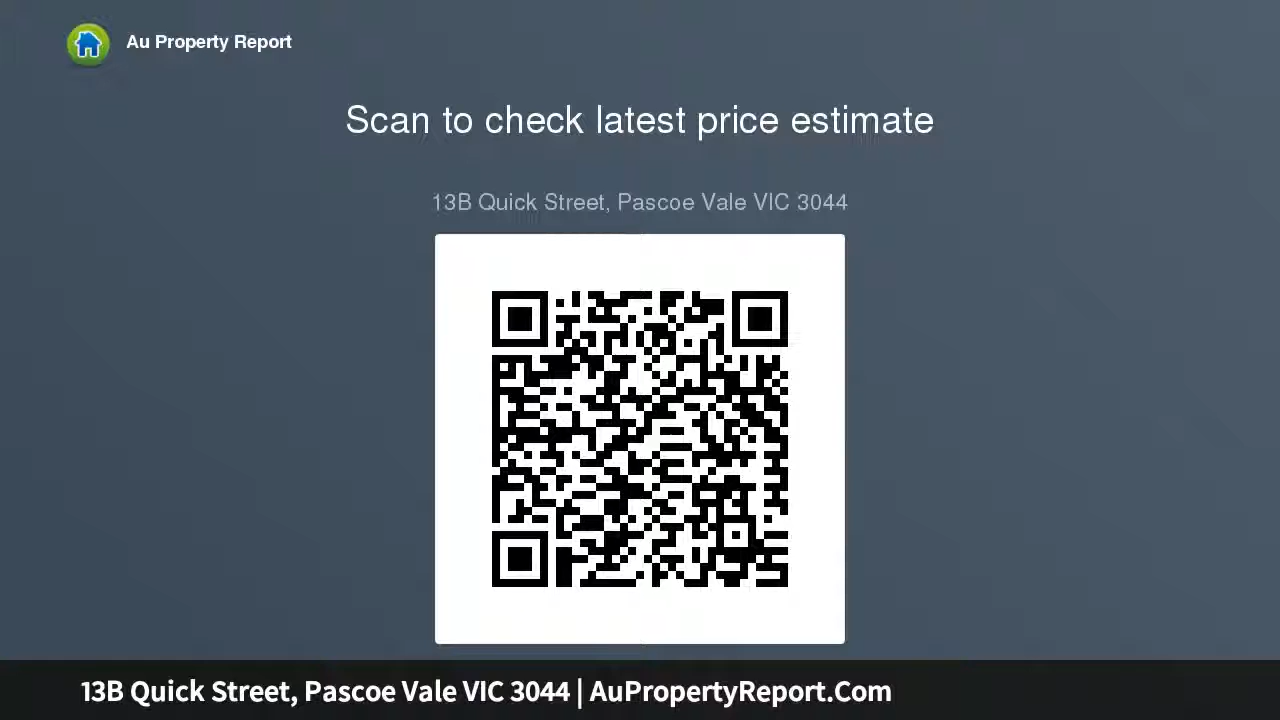 Au Property Report
Scan to check latest price estimate
13B Quick Street, Pascoe Vale VIC 3044
13B Quick Street, Pascoe Vale VIC 3044 | AuPropertyReport.Com